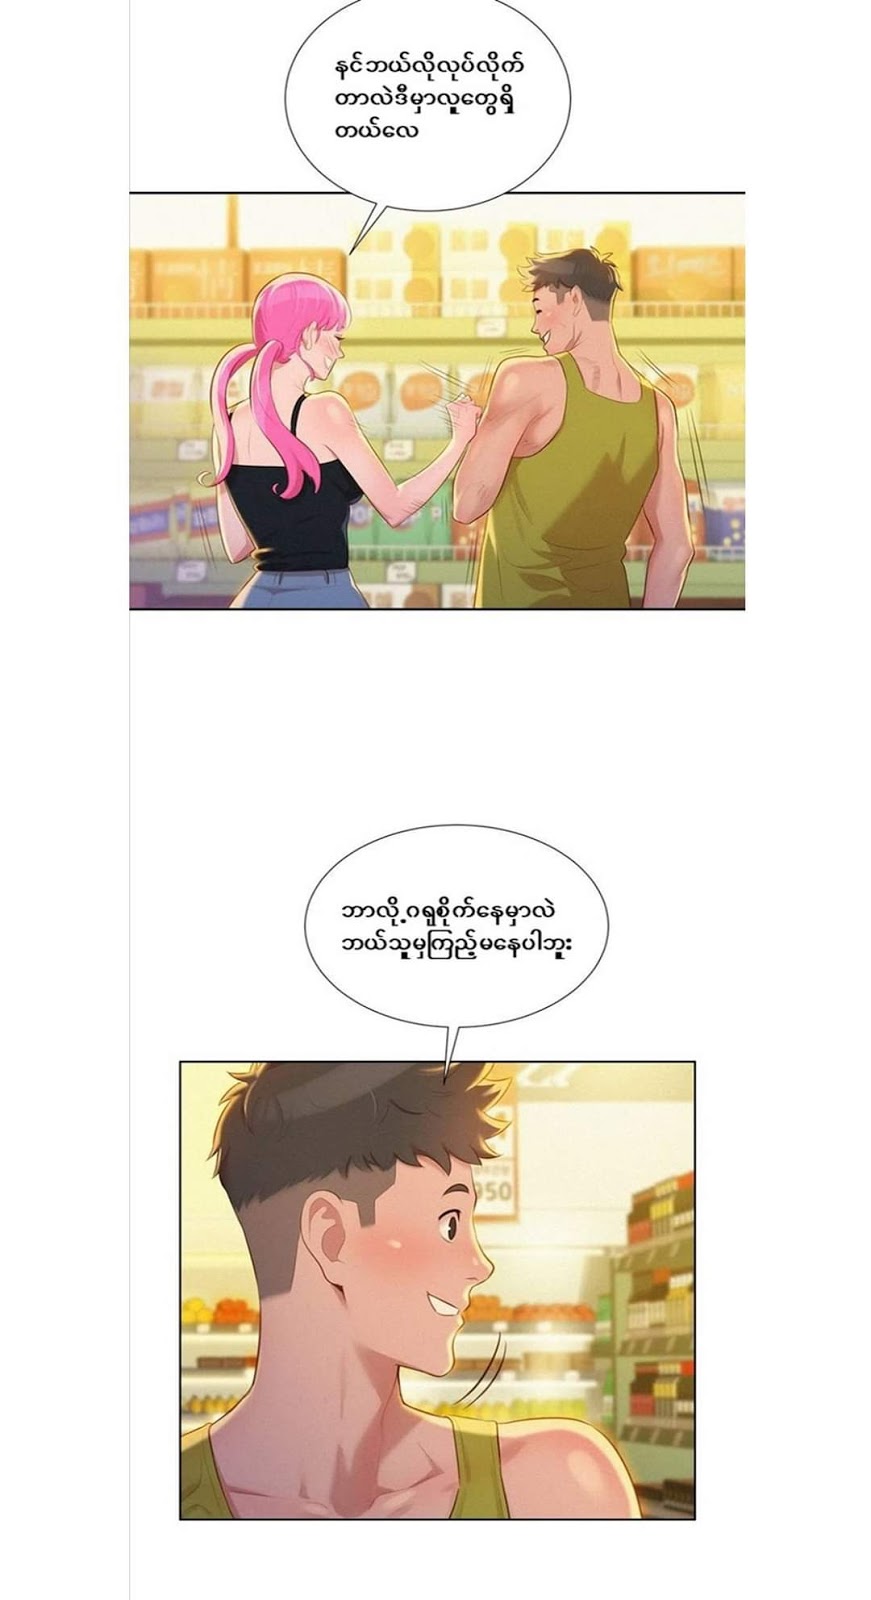 နင်ဘယ်လိုလုပ်လိုက်
တာလဲဒီမှာလူတွေရှိ
တယ်လေ
ဘာလို့ဂရုစိုက်နေမှာလဲ
ဘယ်သူမှကြည့်မနေပါဘူး
950